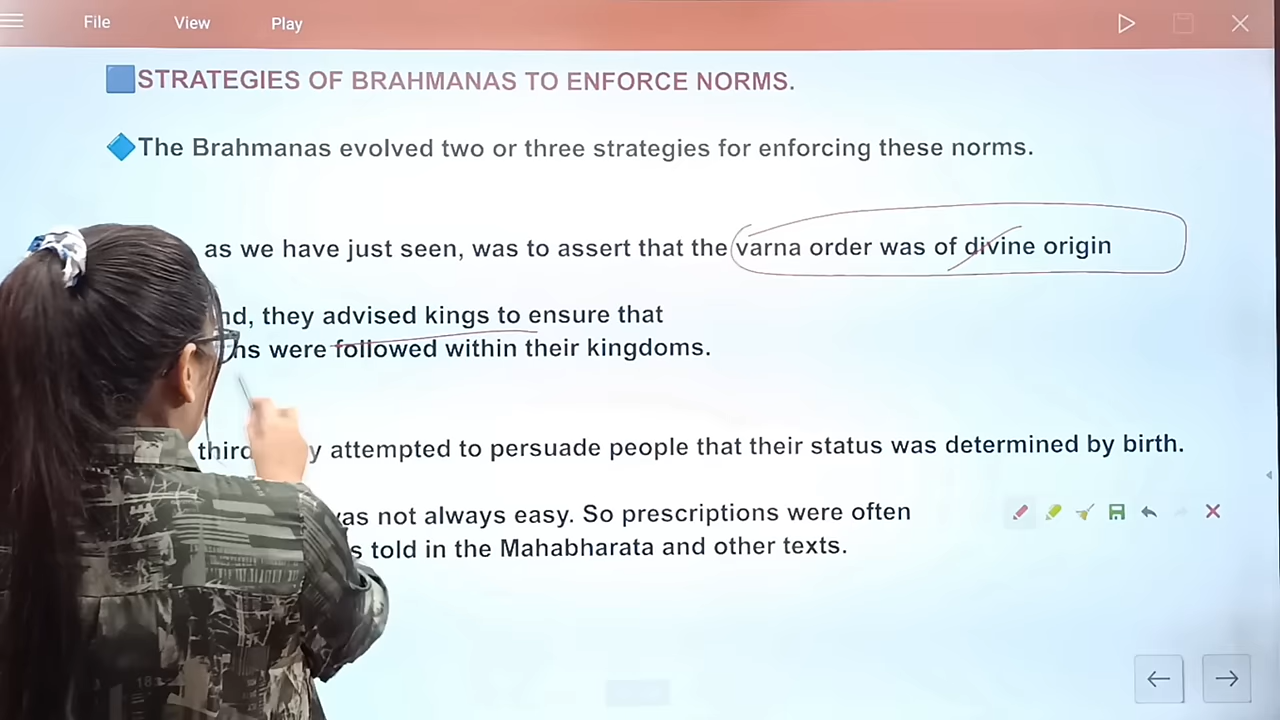 File View Play
STRATEGIES OF BRAHMANAS TO ENFORCE NORMS.
The Brahmanas evolved two or three strategies for enforcing these norms.
as we have just seen, was to assert that the varna order was of divine origin
they advised kings to ensure that
were followed within their kingdoms.
third attempted to persuade people that their status was determined by birth.
was not always easy. So prescriptions were often
told in the Mahabharata and other texts.